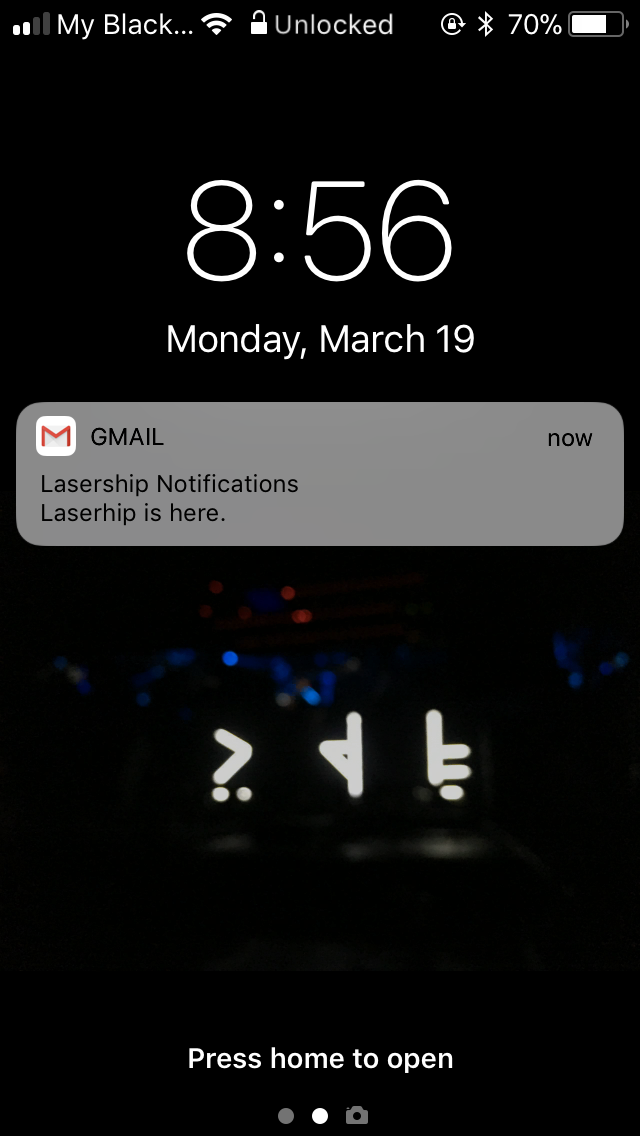 My Black... Unlocked 70%
8:56
Monday, March 19
GMAIL now
Lasership Notifications
Laserhip is here.
Press home to open